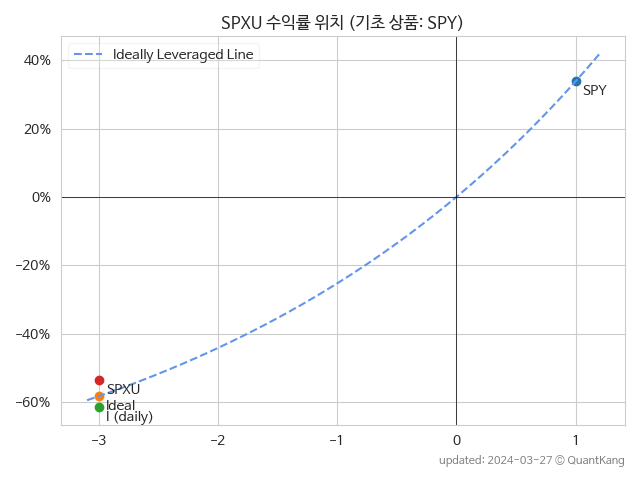 SPXU 수익률 위치 (기초 상품: SPY)
Ideally Leveraged Line
40%
20%
0%
−20%
−40%
−60%
SPY
SPXU
Ideal
I (daily)
−3
−2
−1
0
1
updated: 2024-03-27 © QuantKang